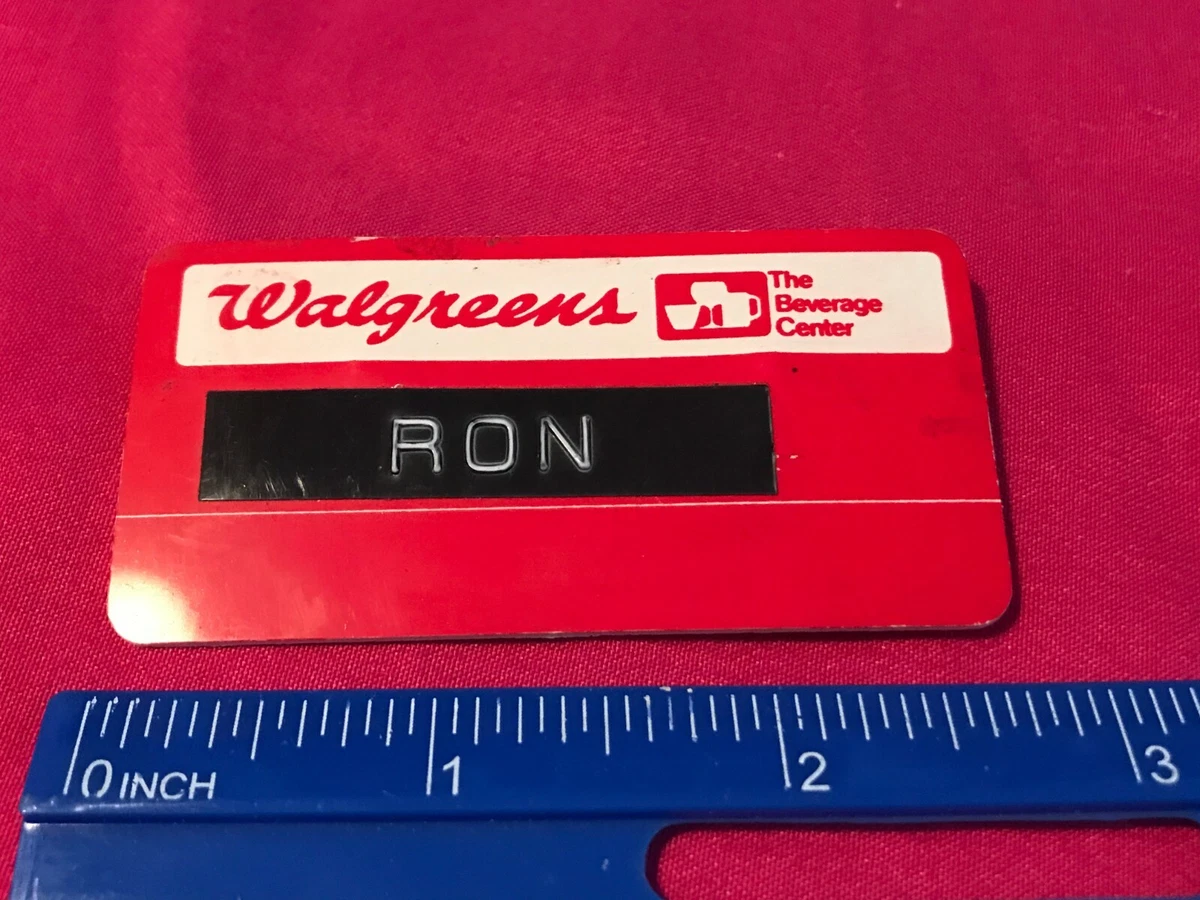 Walgreens
The
Beverage
Center
RON
0 INCH 1 2 3